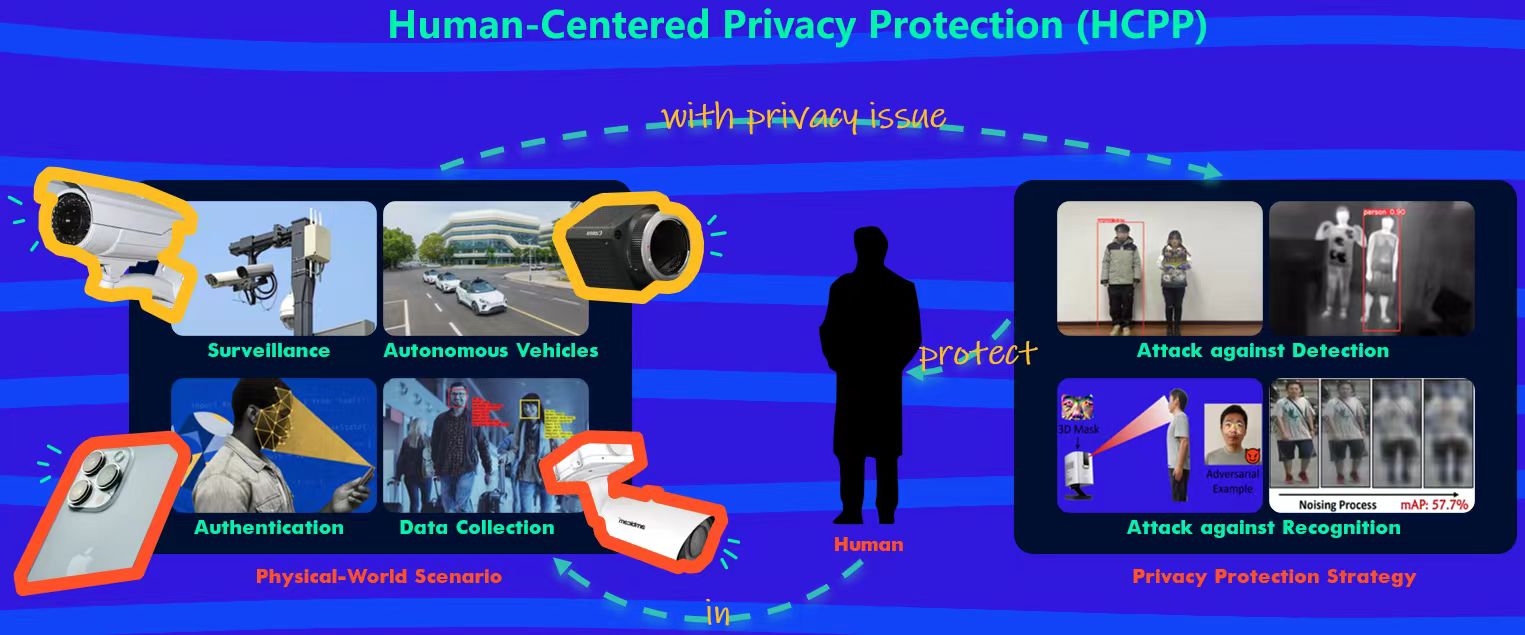 Human-Centered Privacy Protection (HCPP)
with privacy issue
Surveillance
Autonomous Vehicles
Authentication
Data Collection
Physical-World Scenario
in
Human
protect
person 0.90
Attack against Detection
3D Mask
Adversarial
Example
Noising Process
mAP: 57.7%
Attack against Recognition
Privacy Protection Strategy